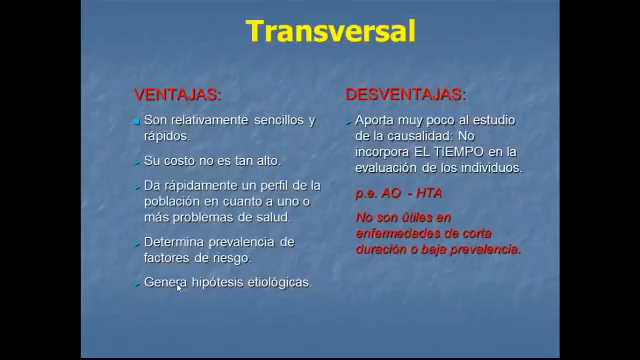 Transversal
VENTAJAS:
Son relativamente sencillos y
rápidos.
Su costo no es tan alto.
Da rápidamente un perfil de la
población en cuanto a uno o
más problemas de salud.
Determina prevalencia de
factores de riesgo.
Genera hipótesis etiológicas.
DESVENTAJAS:
Aporta muy poco al estudio
de la causalidad: No
incorpora EL TIEMPO en la
evaluación de los individuos.
p.e. AO - HTA
No son útiles en
enfermedades de corta
duración o baja prevalencia.